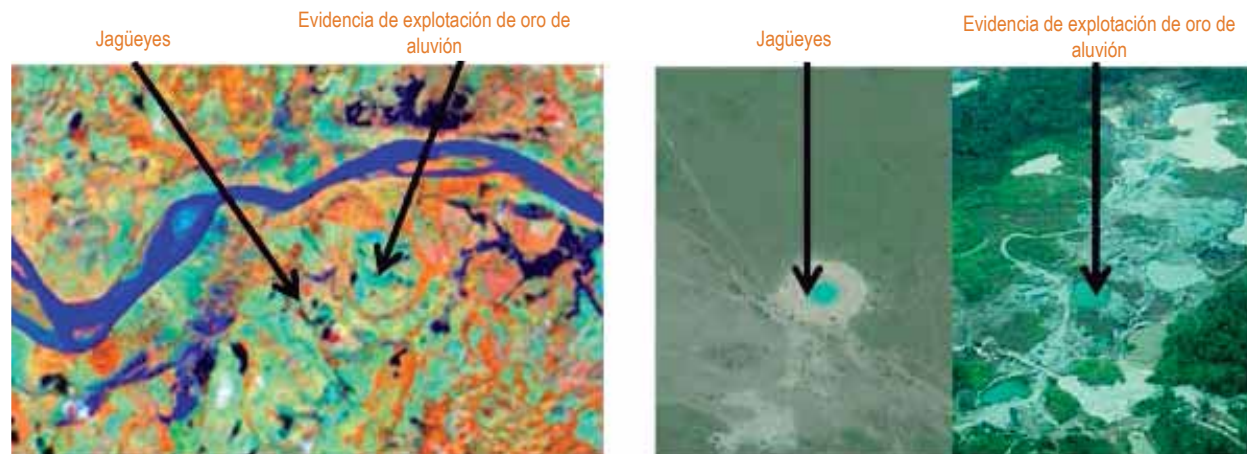 Jagüeyes
Evidencia de explotación de oro de
aluvión
Jagüeyes
Evidencia de explotación de oro de
aluvión